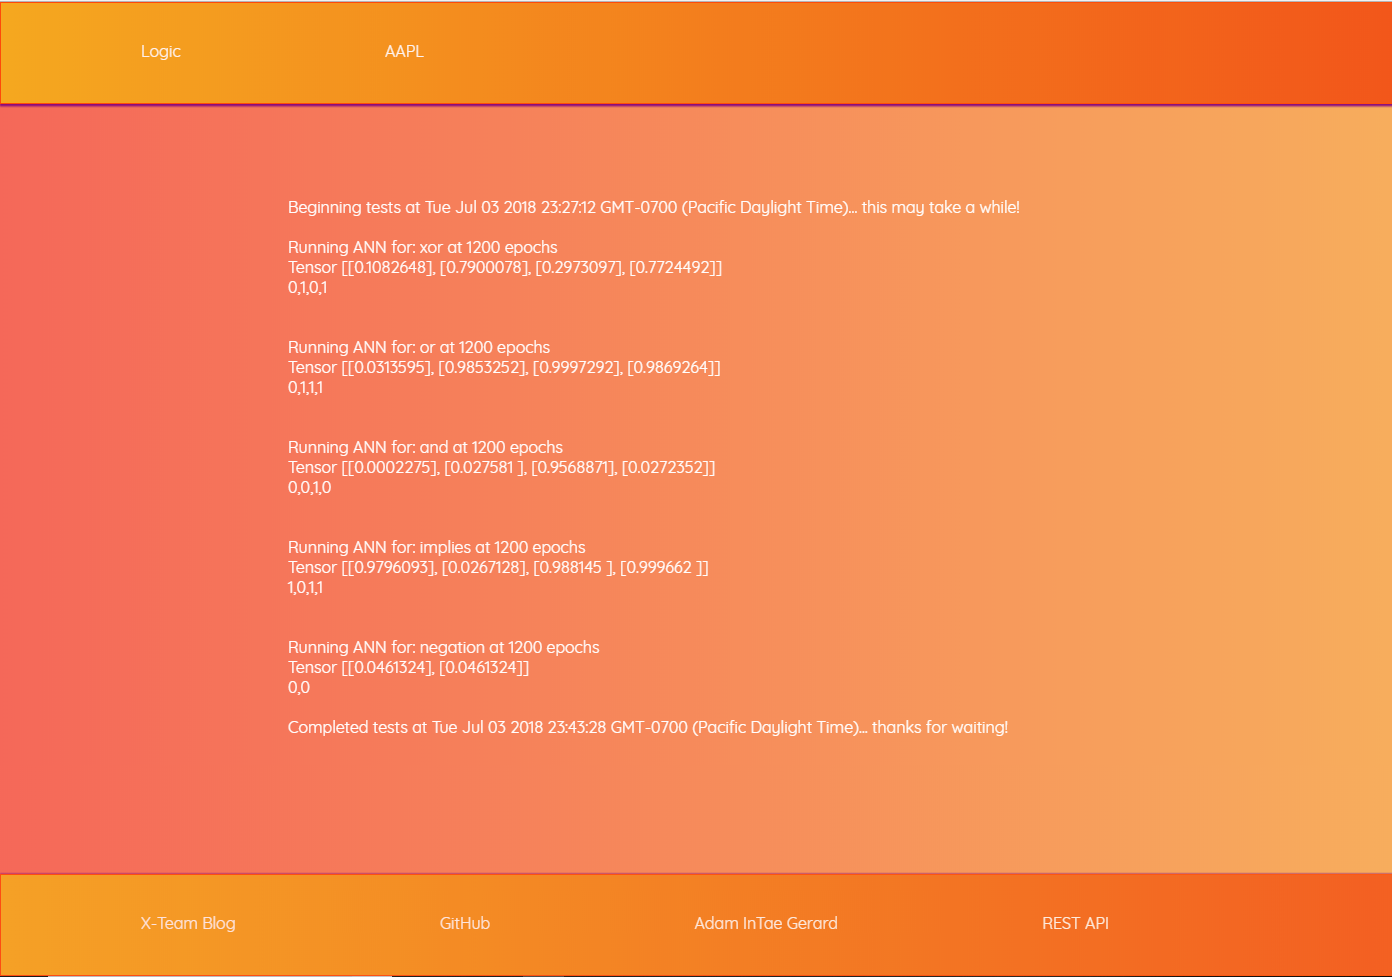 Logic AAPL
Beginning tests at Tue Jul 03 2018 23:27:12 GMT-0700 (Pacific Daylight Time)... this may take a while!
Running ANN for: xor at 1200 epochs
Tensor [[0.1082648], [0.7900078], [0.2973097], [0.7724492]]
0,1,0,1
Running ANN for: or at 1200 epochs
Tensor [[0.0313595], [0.9853252], [0.9997292], [0.9869264]]
0,1,1,1
Running ANN for: and at 1200 epochs
Tensor [[0.0002275], [0.027581 ], [0.9568871], [0.0272352]]
0,0,1,0
Running ANN for: implies at 1200 epochs
Tensor [[0.9796093], [0.0267128], [0.988145 ], [0.999662 ]]
1,0,1,1
Running ANN for: negation at 1200 epochs
Tensor [[0.0461324], [0.0461324]]
0,0
Completed tests at Tue Jul 03 2018 23:43:28 GMT-0700 (Pacific Daylight Time)... thanks for waiting!
X-Team Blog GitHub Adam InTae Gerard REST API